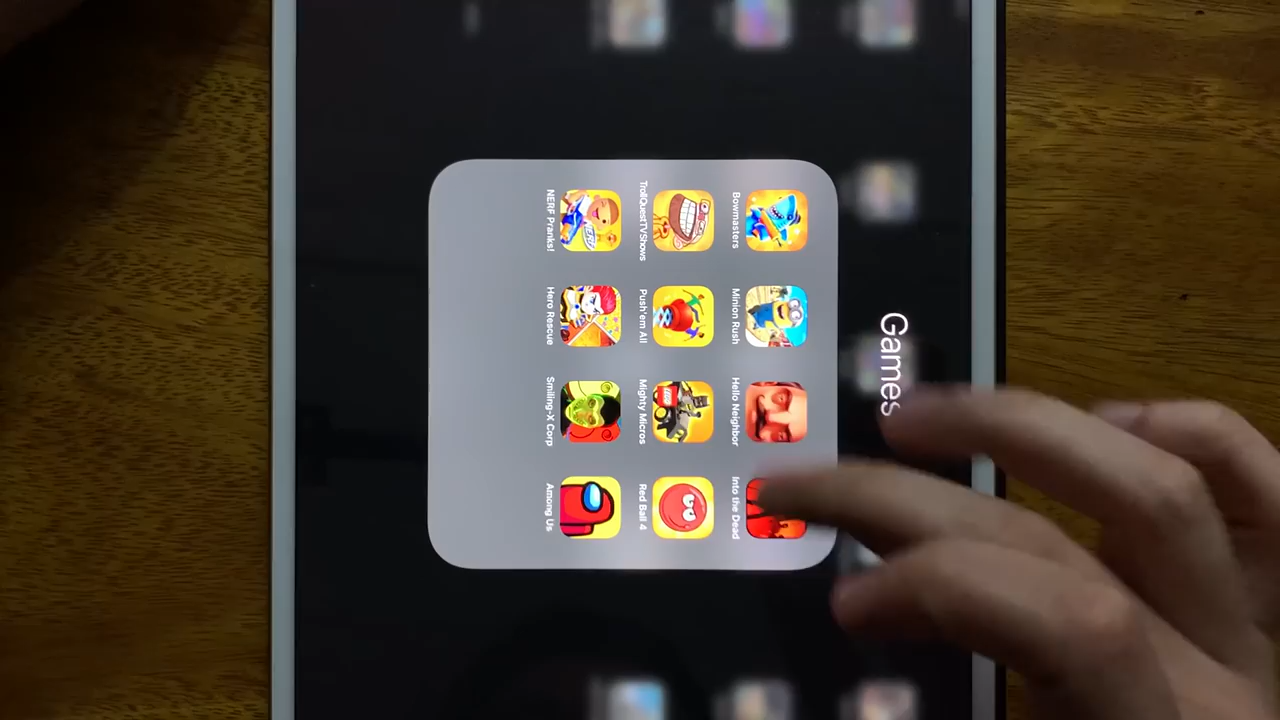 Games
Bowmasters
Minion Rush
Hello Neighbor
Into the Dead
TrollQuestTVShows
Push'em All
Mighty Micros
Red Ball 4
NERF Pranks!
Hero Rescue
Smiling-X Corp
Among Us